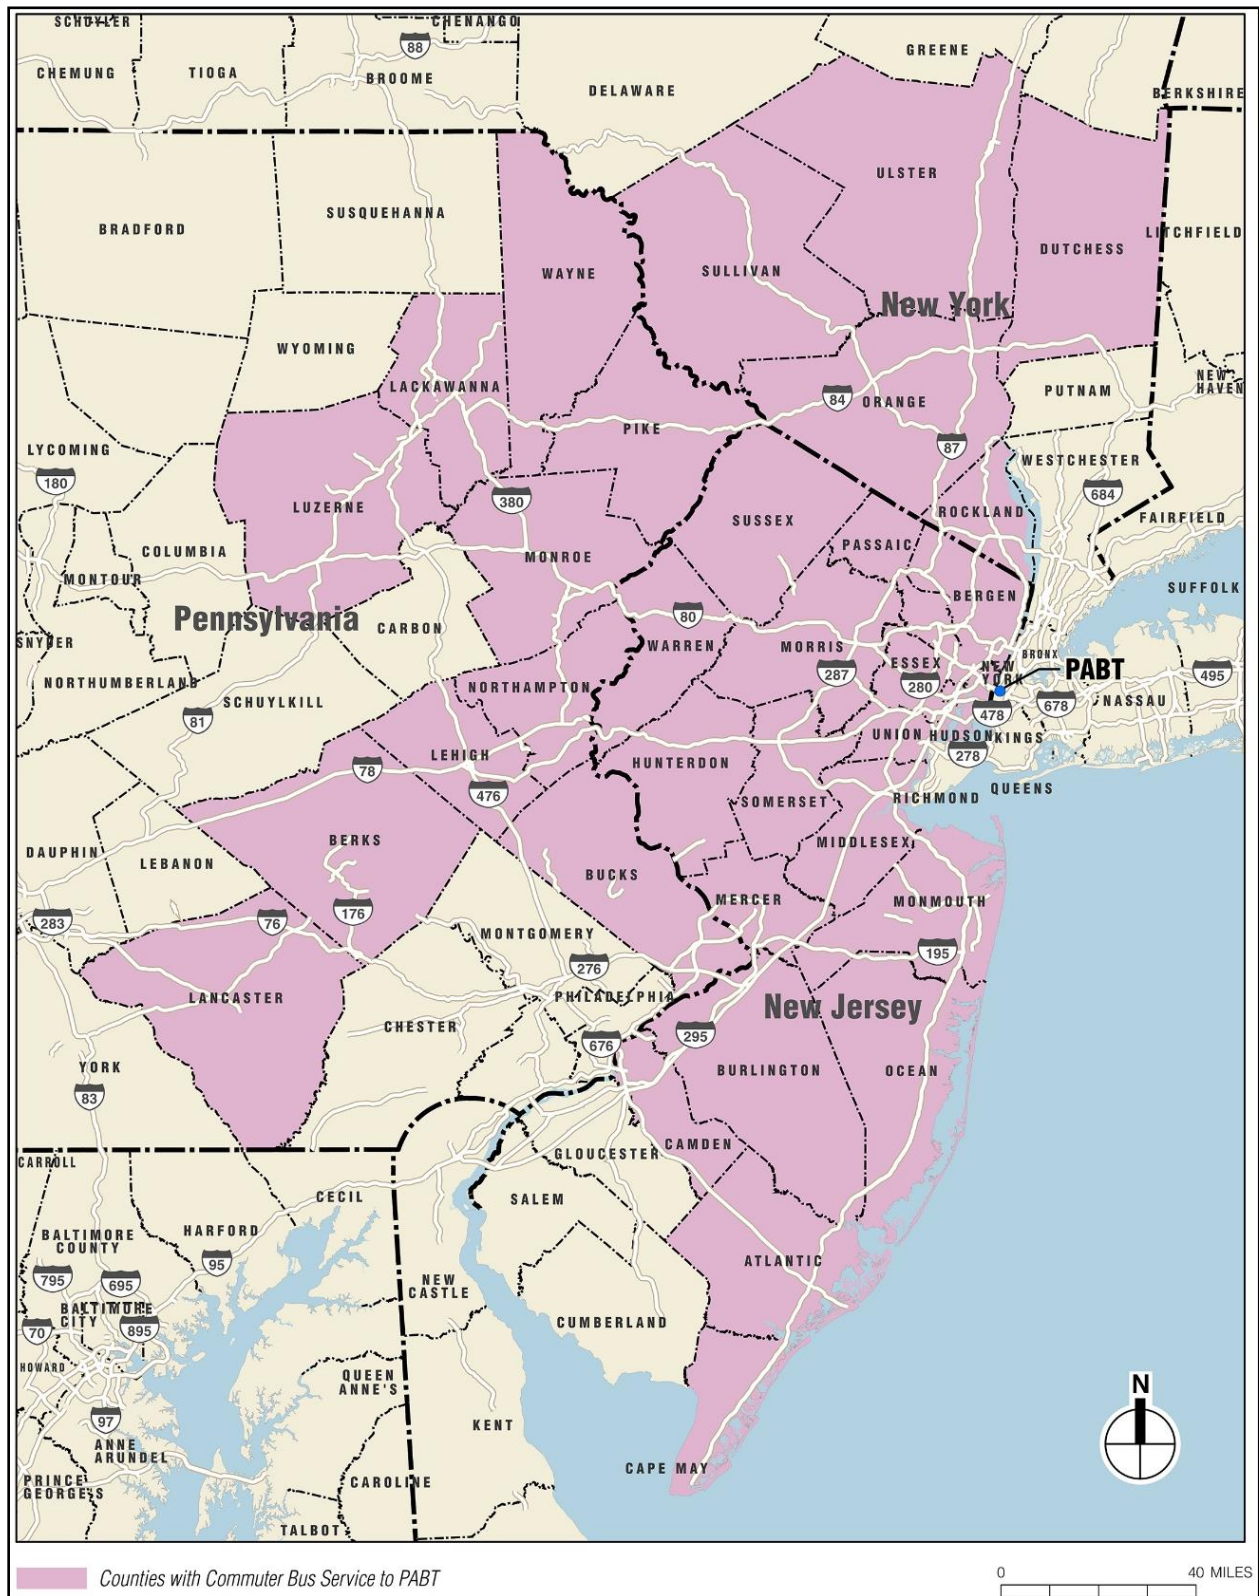 SCHUYLER
CHENANGO
88
GREENE
CHEMUNG
TIOGA
BROOME
DELAWARE
BERKSHIRE
ULSTER
SUSQUEHANNA
BRADFORD
LITCHFIELD
DUTCHESS
WAYNE
SULLIVAN
New York
WYOMING
NEW
HAVEN
LACKAWANNA
PUTNAM
84
ORANGE
PIKE
87
LYCOMING
180
WESTCHESTER
684
380
LUZERNE
ROCKLAND
SUSSEX
FAIRFIELD
PASSAIC
COLUMBIA
MONROE
MONTOUR
SUFFOLK
BERGEN
Pennsylvania
80
CARBON
SNYDER
WARREN
MORRIS
BRONX
ESSEX
NEW
YORK
PABT
287
280
495
NORTHUMBERLAND
NORTHAMPTON
SCHUYLKILL
678
NASSAU
81
478
UNION
HUDSON
KINGS
LEHIGH
278
HUNTERDON
78
QUEENS
476
SOMERSET
RICHMOND
BERKS
MIDDLESEX
DAUPHIN
LEBANON
BUCKS
MERCER
MONMOUTH
176
283
76
MONTGOMERY
195
276
LANCASTER
PHILADELPHIA
New Jersey
CHESTER
295
676
YORK
BURLINGTON
OCEAN
83
CAMDEN
GLOUCESTER
CARROLL
CECIL
SALEM
HARFORD
BALTIMORE
COUNTY
95
ATLANTIC
795
695
NEW
CASTLE
BALTIMORE
CITY
CUMBERLAND
70
895
HOWARD
QUEEN
ANNE'S
N
97
KENT
ANNE
ARUNDEL
CAPE MAY
PRINCE
GEORGE'S
CAROLINE
TALBOT
Counties with Commuter Bus Service to PABT
0 40 MILES